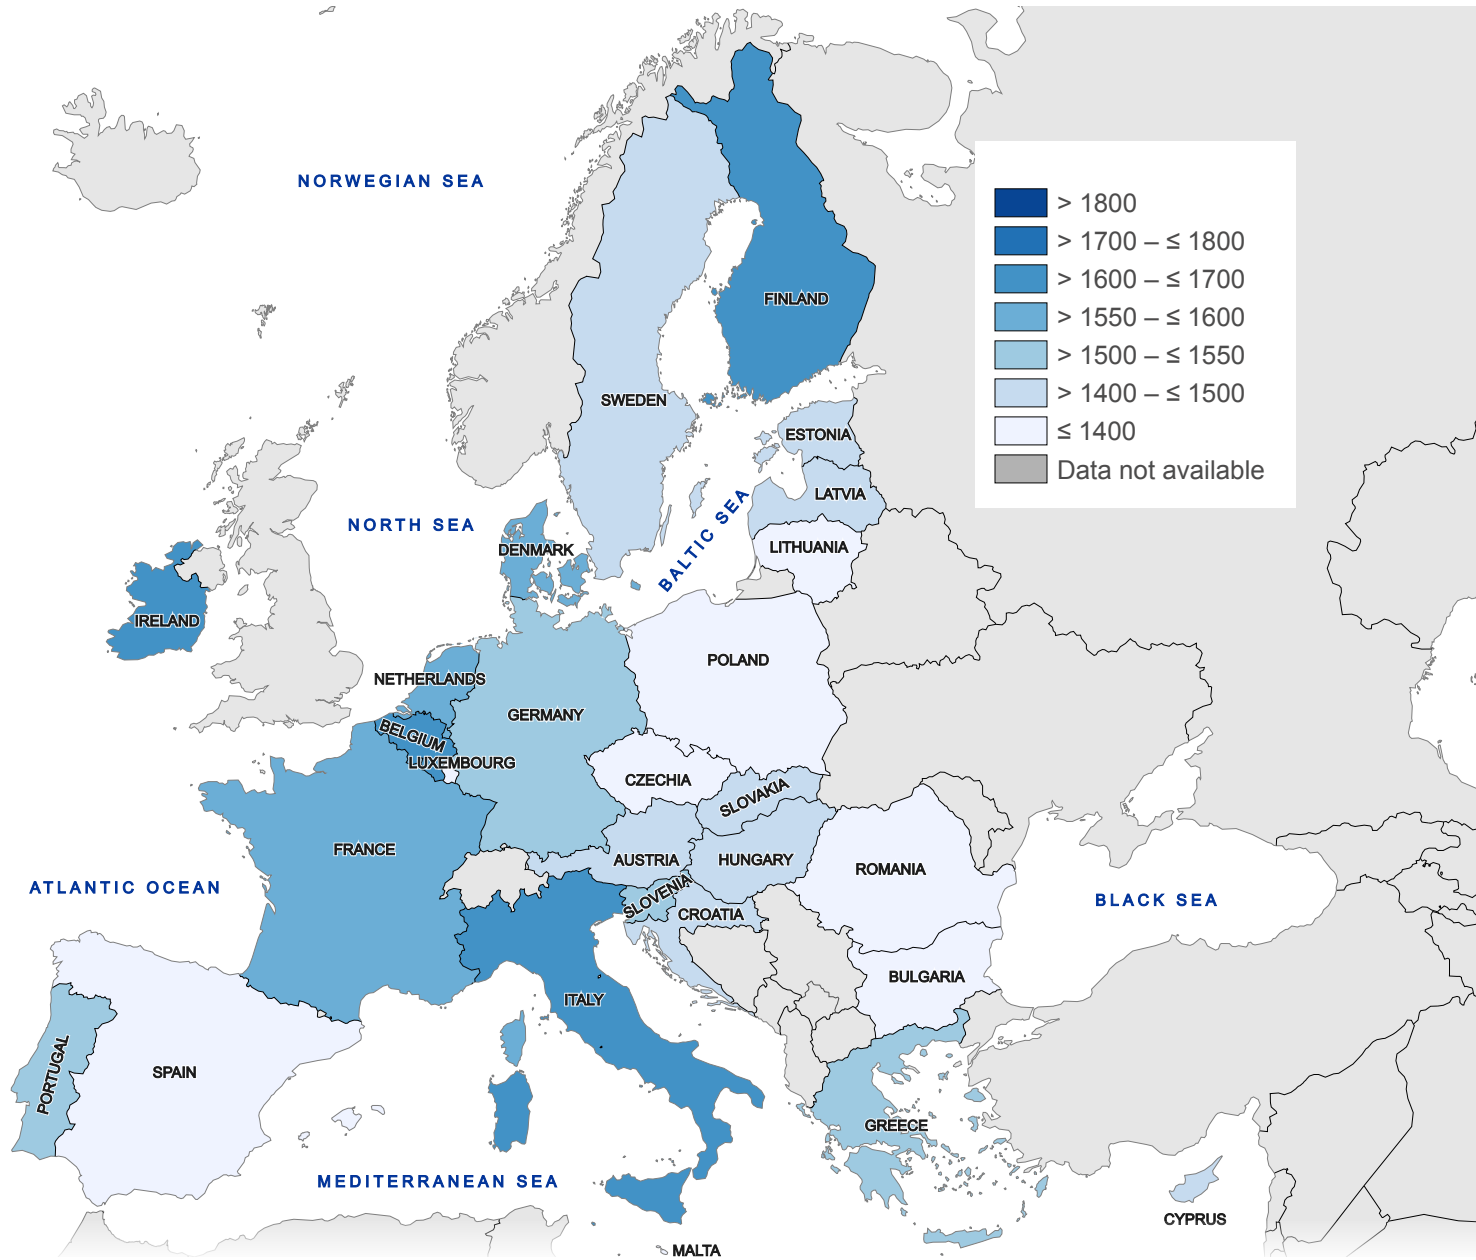 NORWEGIAN SEA
> 1800
> 1700 – ≤ 1800
> 1600 – ≤ 1700
> 1550 – ≤ 1600
> 1500 – ≤ 1550
> 1400 – ≤ 1500
≤ 1400
Data not available
FINLAND
SWEDEN
ESTONIA
LATVIA
BALTIC SEA
NORTH SEA
DENMARK
LITHUANIA
IRELAND
POLAND
NETHERLANDS
GERMANY
BELGIUM
LUXEMBOURG
CZECHIA
SLOVAKIA
FRANCE
AUSTRIA
HUNGARY
ROMANIA
ATLANTIC OCEAN
SLOVENIA
CROATIA
BLACK SEA
BULGARIA
ITALY
PORTUGAL
SPAIN
GREECE
MEDITERRANEAN SEA
CYPRUS
MALTA